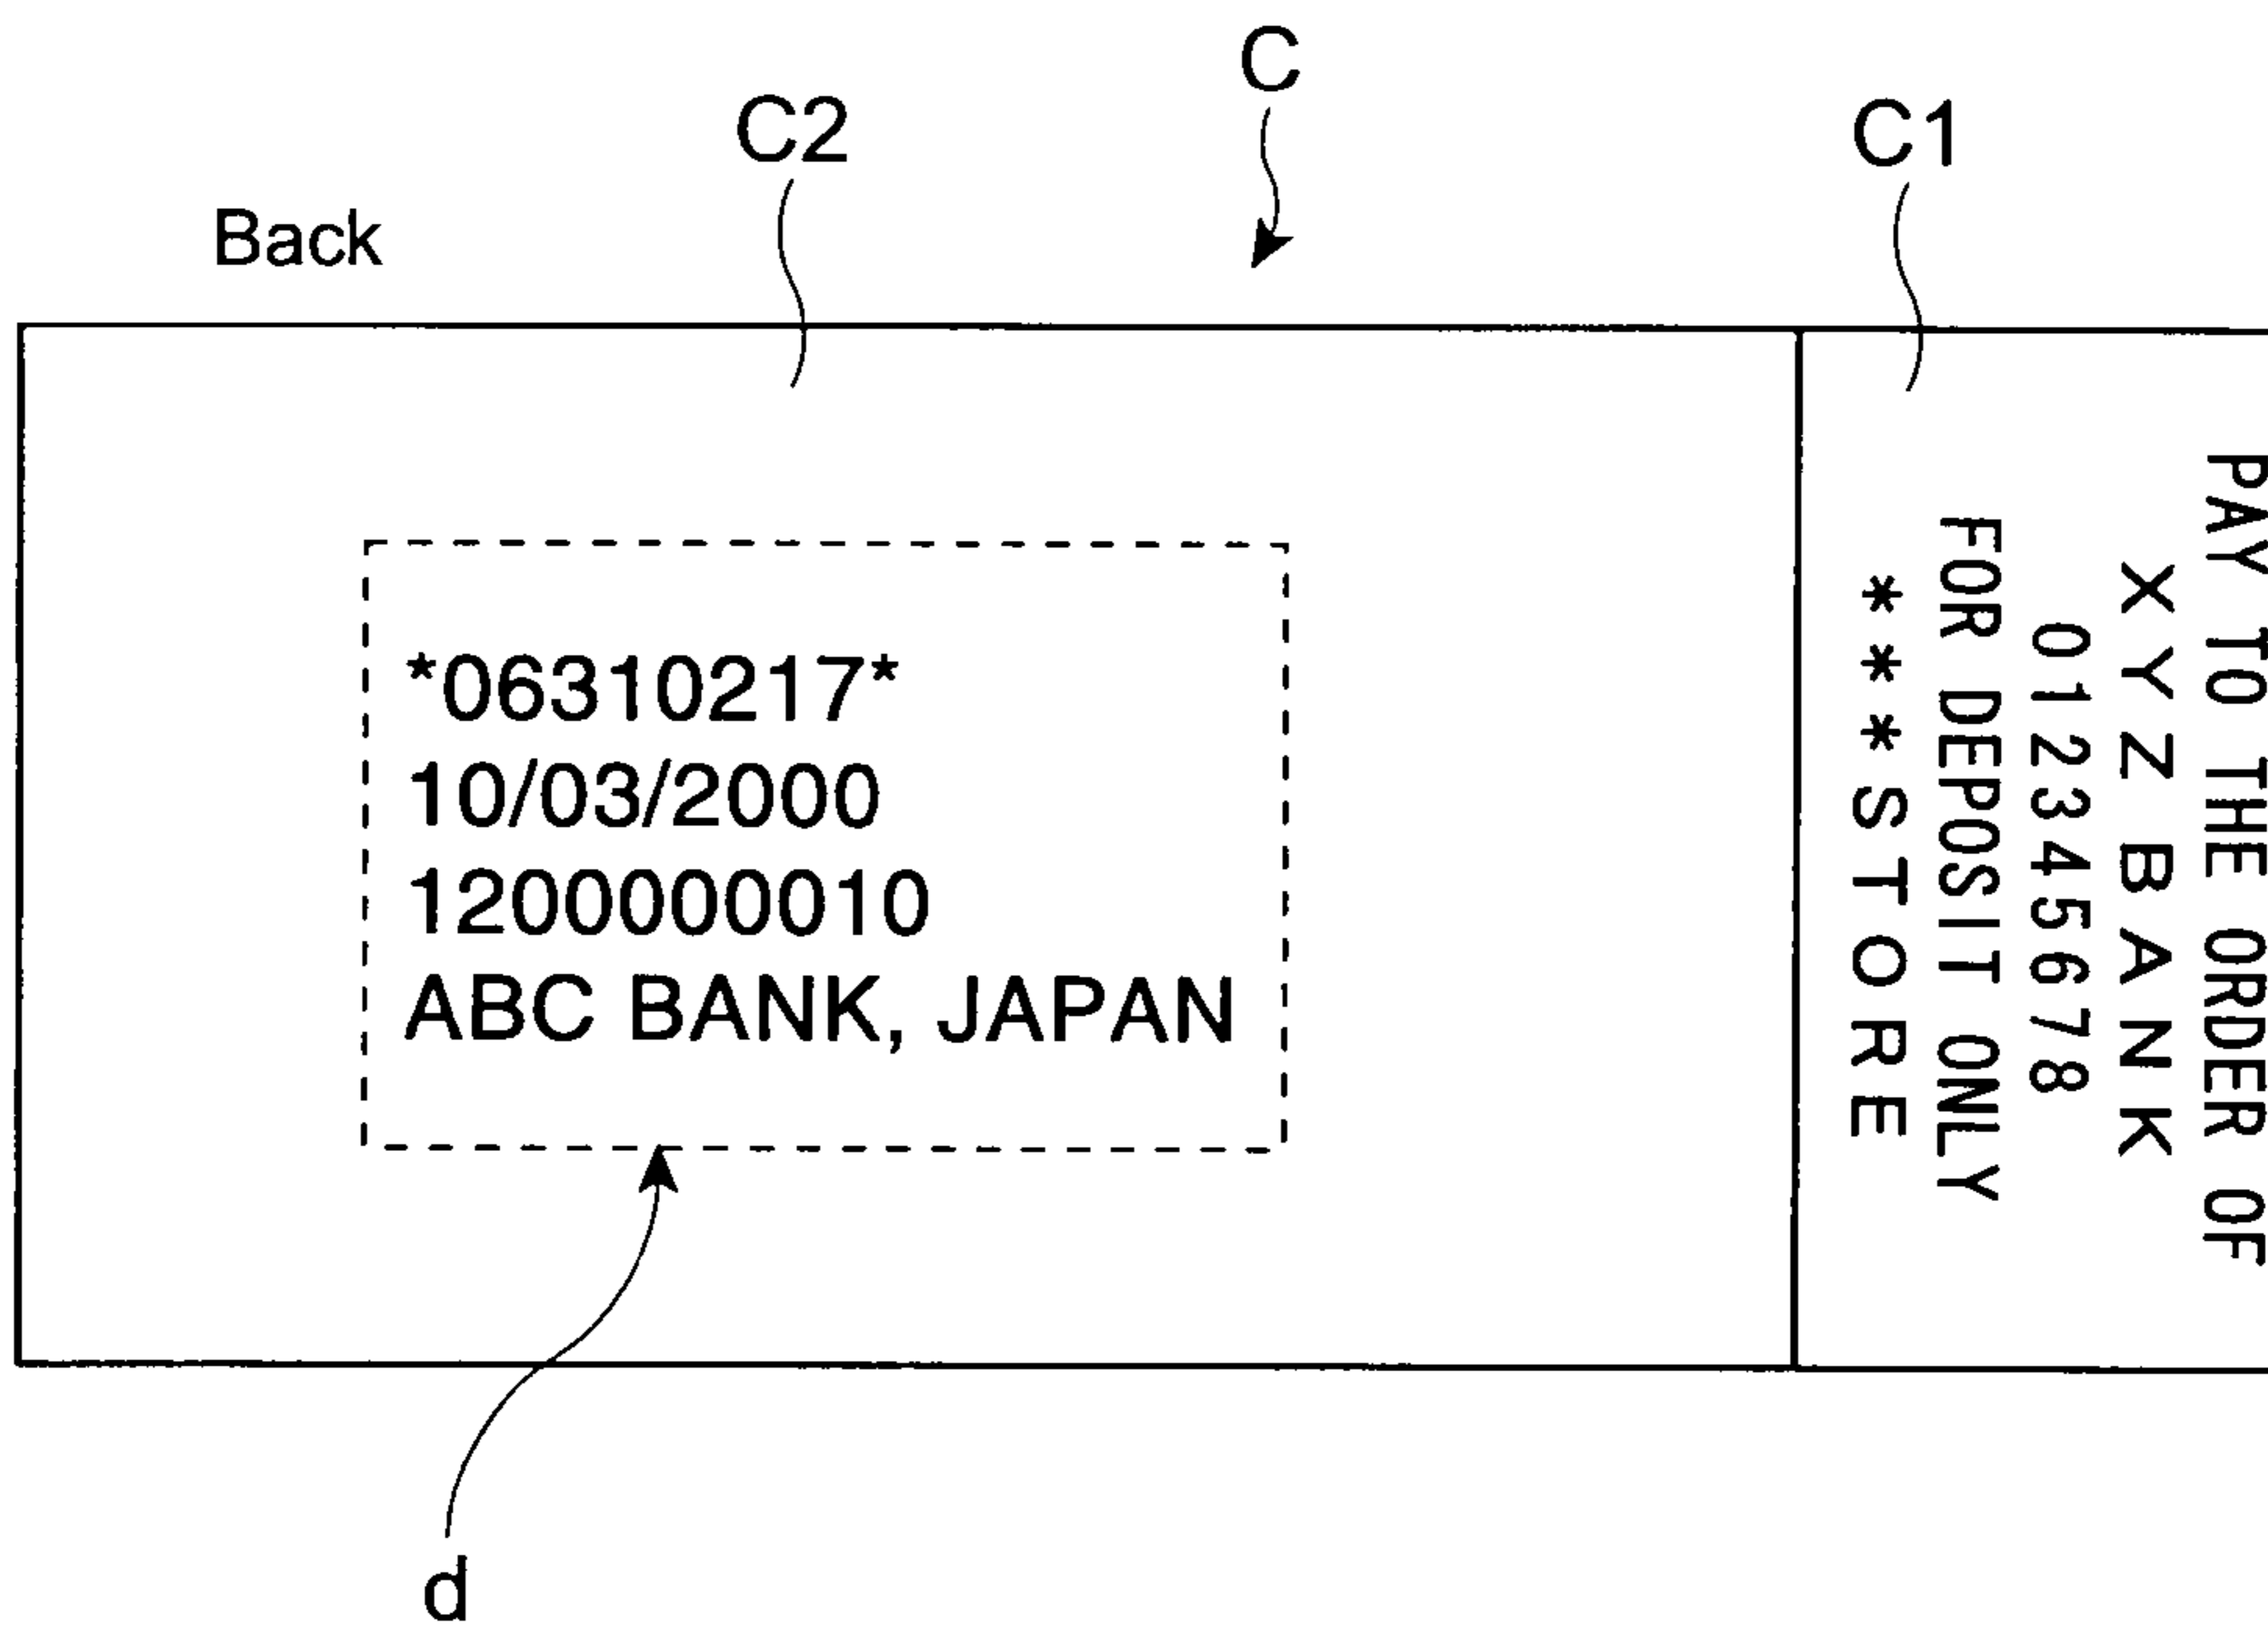 C
C2
C1
Back
*06310217*
10/03/2000
1200000010
ABC BANK, JAPAN
PAY TO THE ORDER OF
XYZ BANK
012345678
FOR DEPOSIT ONLY
***STORE
d